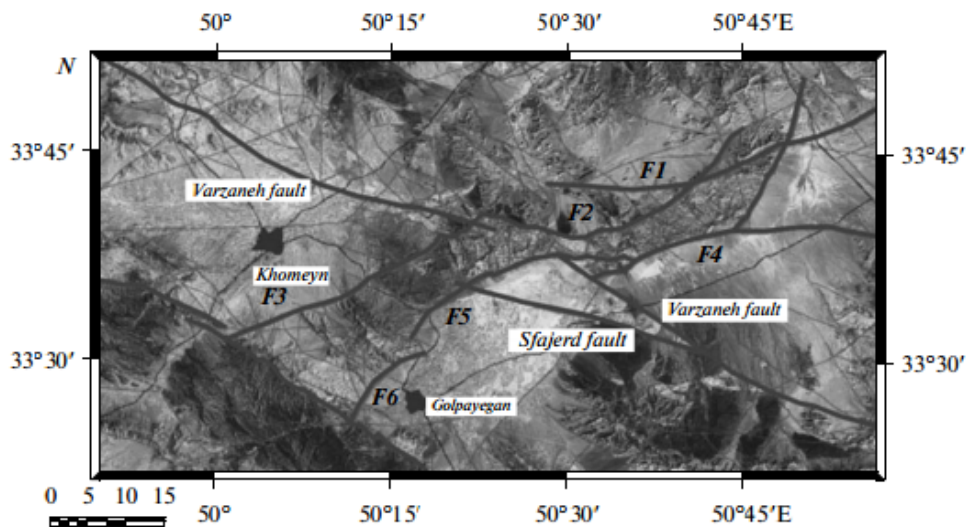 50° 50°15′ 50°30′ 50°45′E
N
33°45′ 33°45′
F1
Varzaneh fault
F2
Khomeyn
F4
F3
Varzaneh fault
F5
Sfajerd fault
33°30′ 33°30′
F6
Golpayegan
0 5 10 15
50° 50°15′ 50°30′ 50°45′E